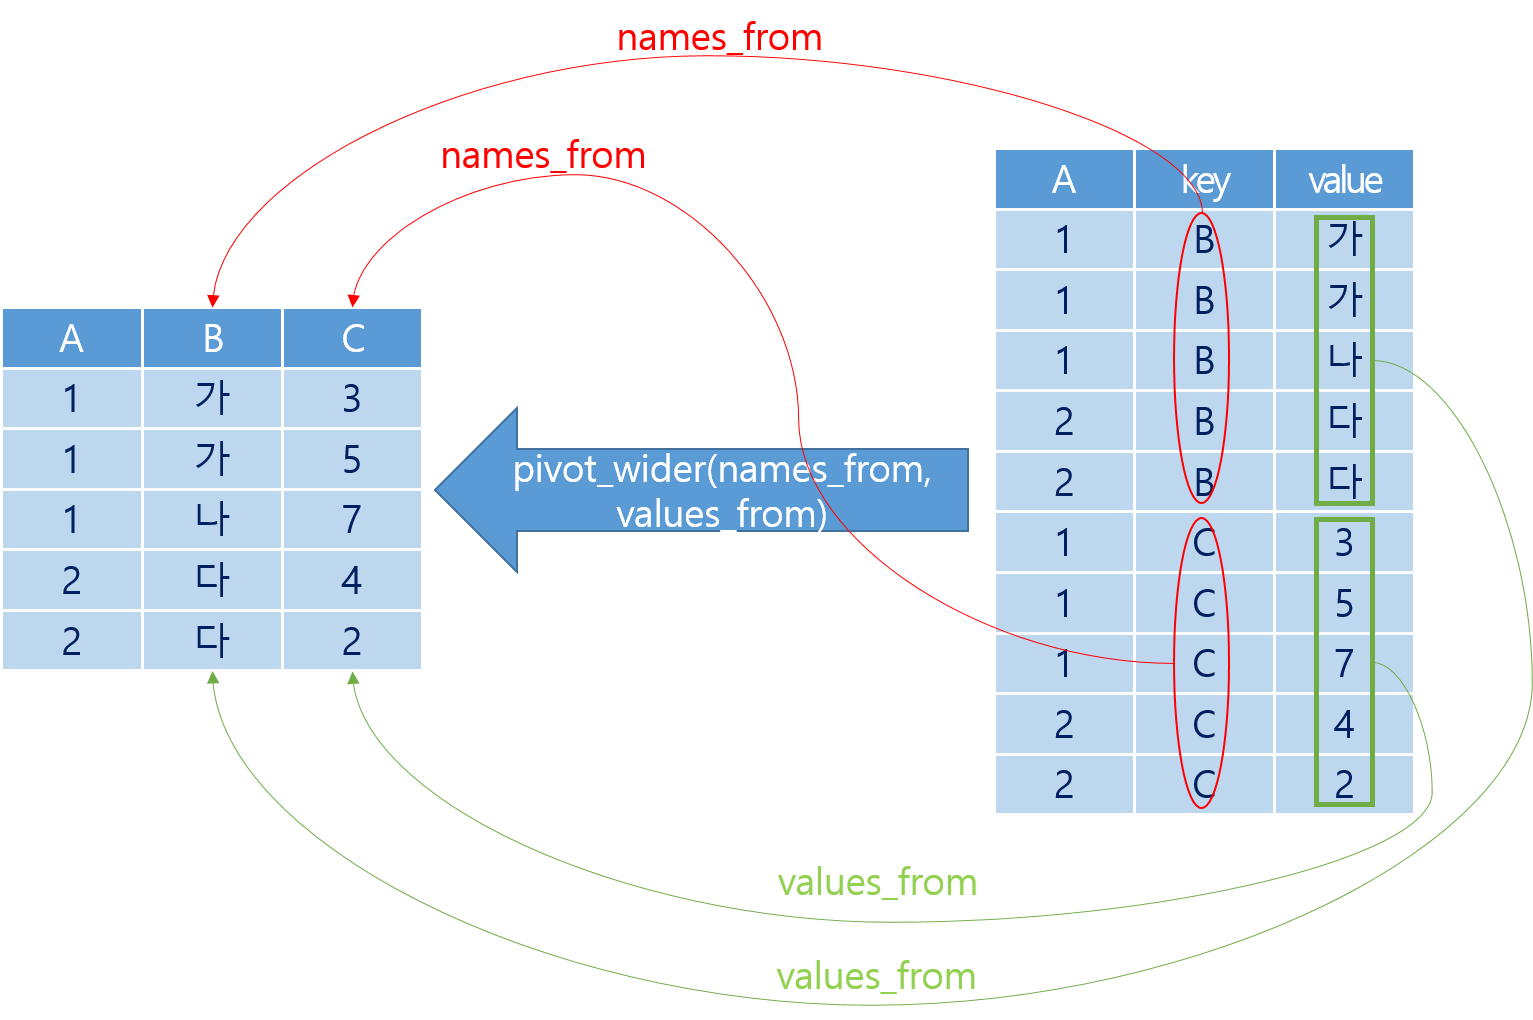 names_from
names_from
A B C
1 가 3
1 가 5
1 나 7
2 다 4
2 다 2
pivot_wider(names_from,
values_from)
A key value
1 B 가
1 B 가
1 B 나
2 B 다
2 B 다
1 C 3
1 C 5
1 C 7
2 C 4
2 C 2
values_from
values_from